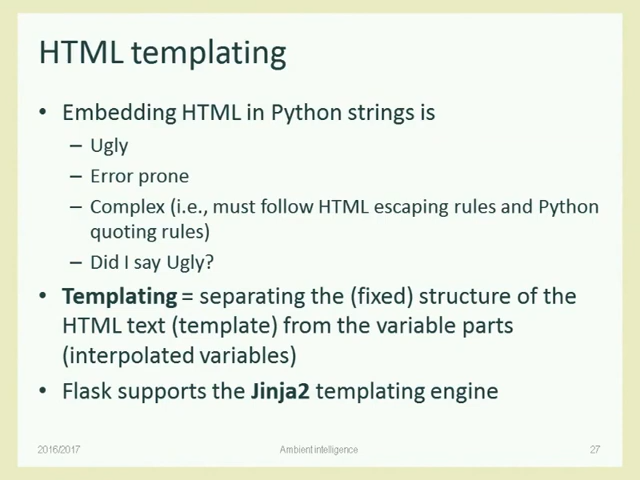 HTML templating
• Embedding HTML in Python strings is
– Ugly
– Error prone
– Complex (i.e., must follow HTML escaping rules and Python
quoting rules)
– Did I say Ugly?
• Templating = separating the (fixed) structure of the
HTML text (template) from the variable parts
(interpolated variables)
• Flask supports the Jinja2 templating engine
2016/2017 Ambient intelligence 27